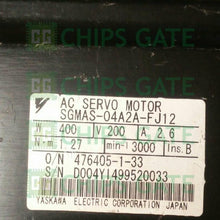 CHIPS GATE
AC SERVO MOTOR
SGMAS-04A2A-FJ12
W 400 V 200 A 2.6
N·m 1.27 min-1 3000 Ins.B
O/N 476405-1-33
S/N D004Y1499520033
YASKAWA ELECTRIC CORPORATION JAPAN